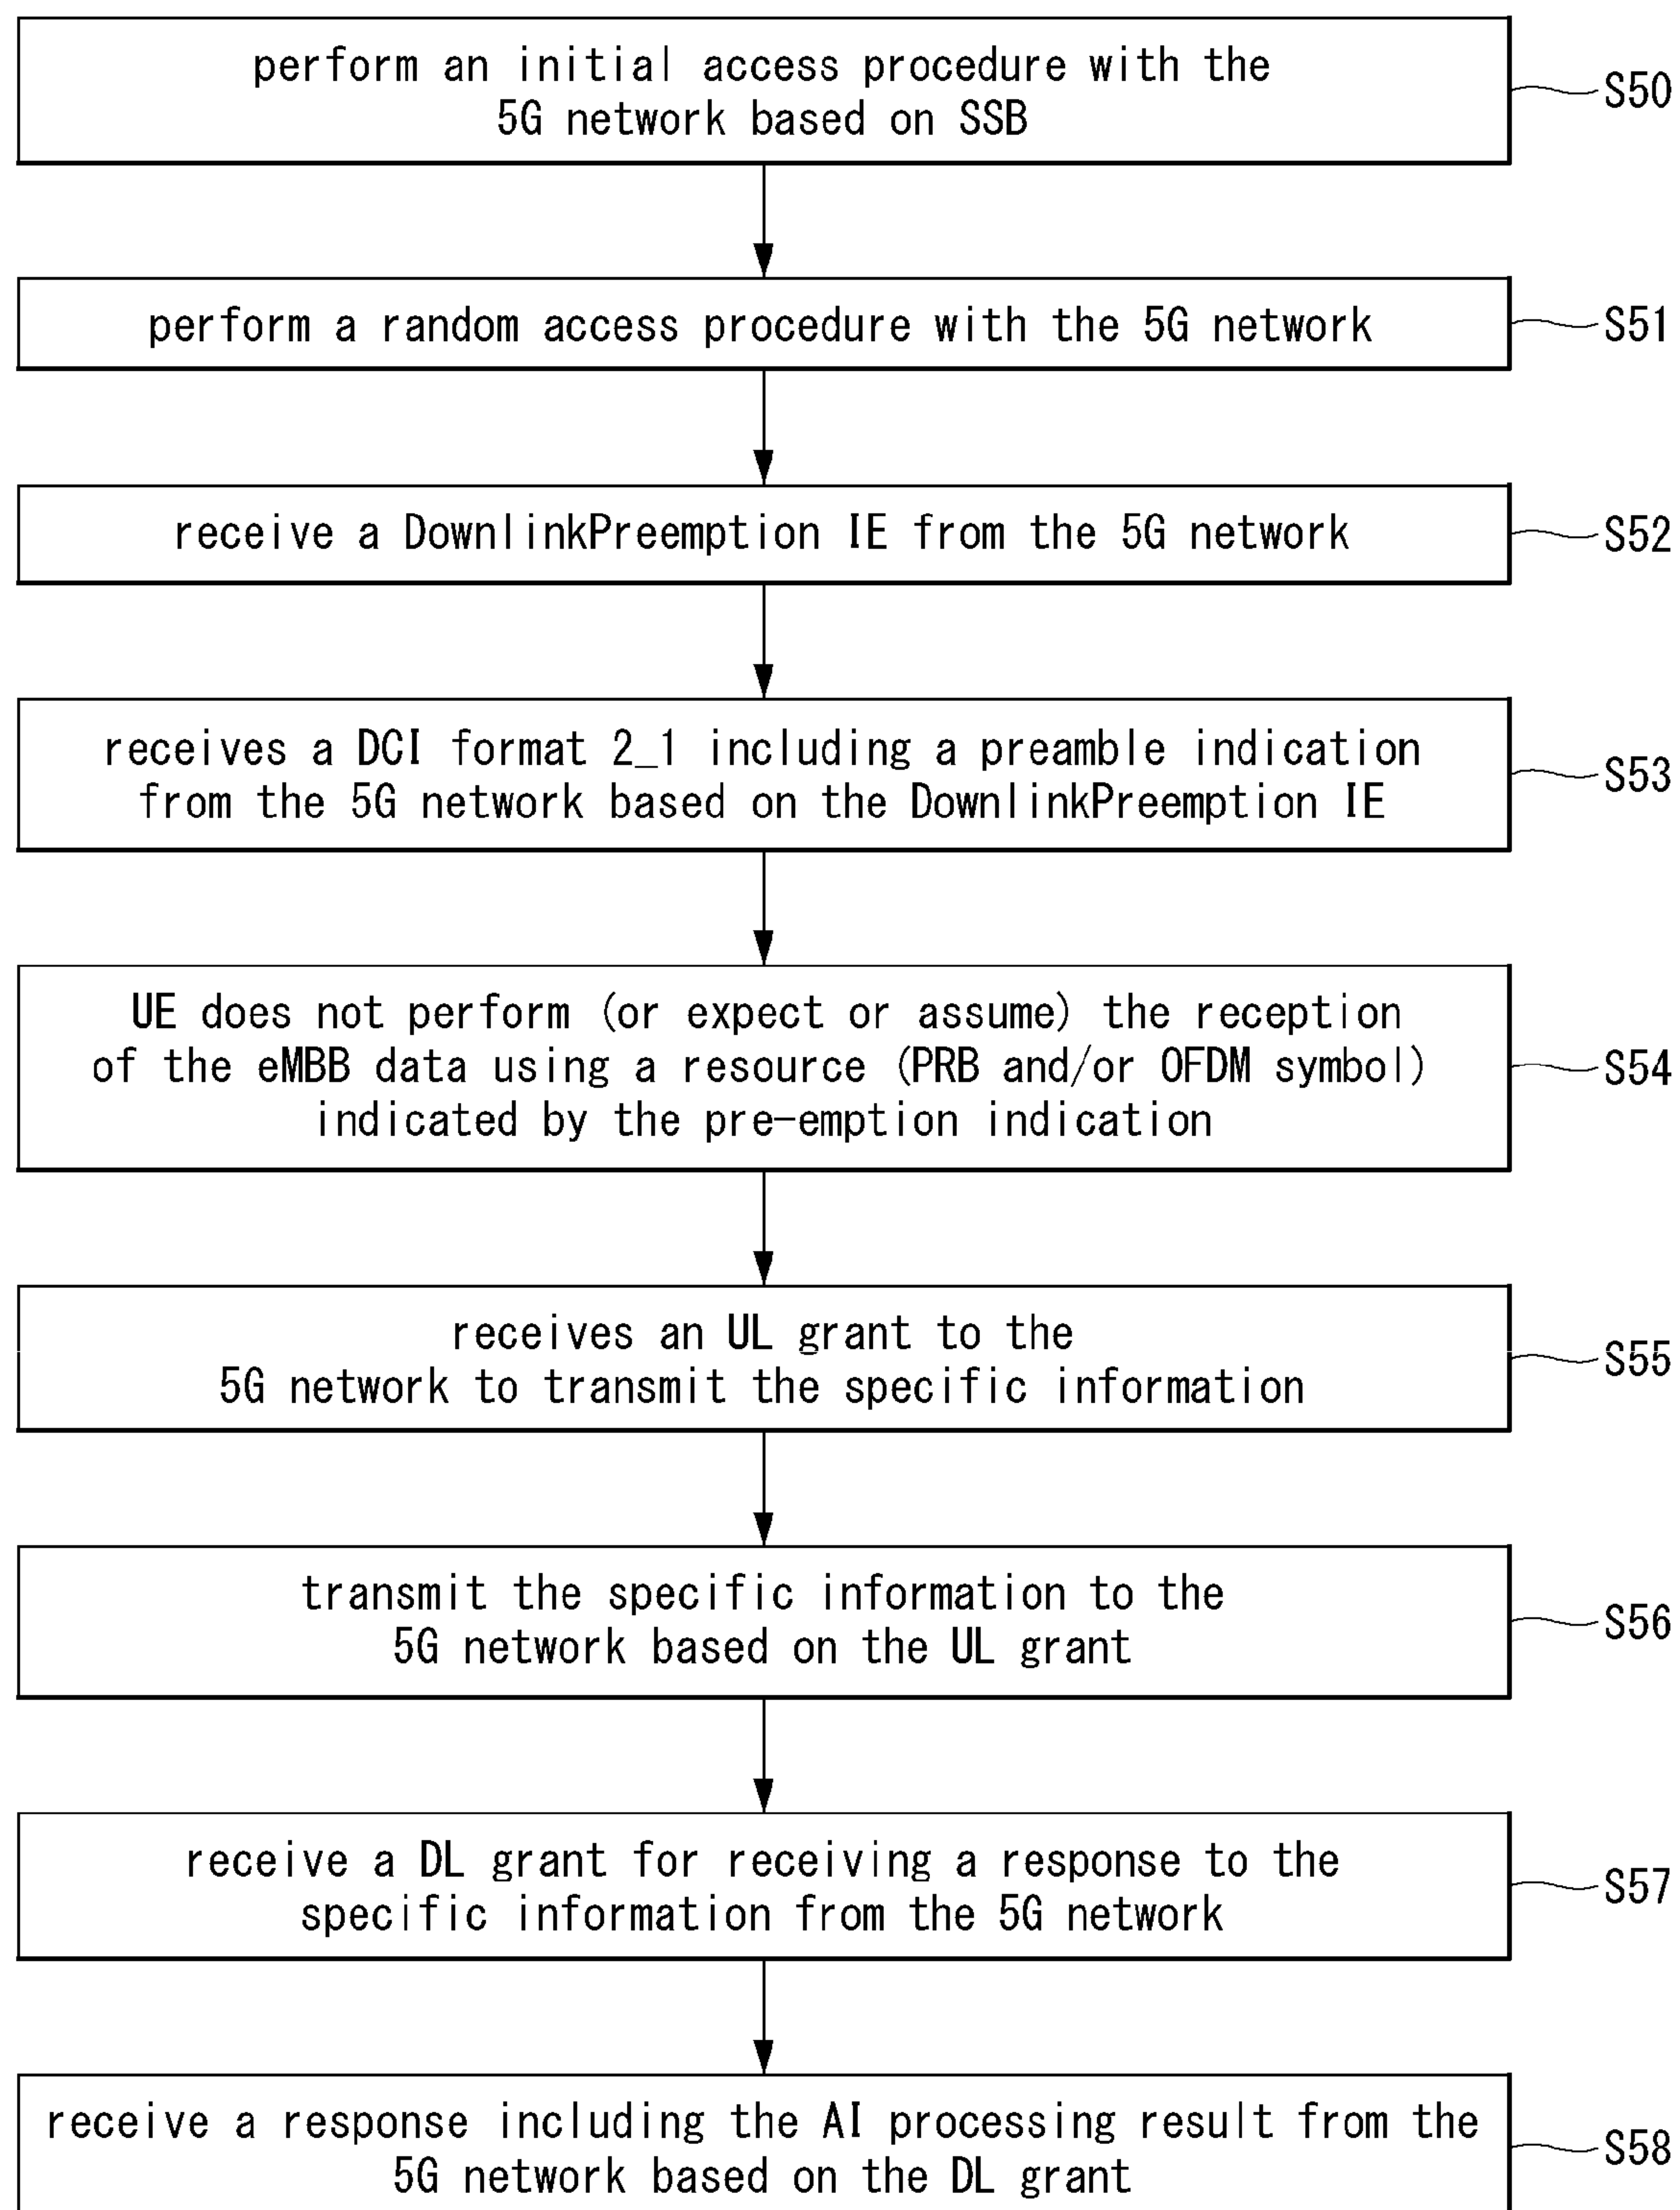 perform an initial access procedure with the
5G network based on SSB
S50
perform a random access procedure with the 5G network
S51
receive a DownlinkPreemption IE from the 5G network
S52
receives a DCI format 2_1 including a preamble indication
from the 5G network based on the DownlinkPreemption IE
S53
UE does not perform (or expect or assume) the reception
of the eMBB data using a resource (PRB and/or OFDM symbol)
indicated by the pre-emption indication
S54
receives an UL grant to the
5G network to transmit the specific information
S55
transmit the specific information to the
5G network based on the UL grant
S56
receive a DL grant for receiving a response to the
specific information from the 5G network
S57
receive a response including the AI processing result from the
5G network based on the DL grant
S58